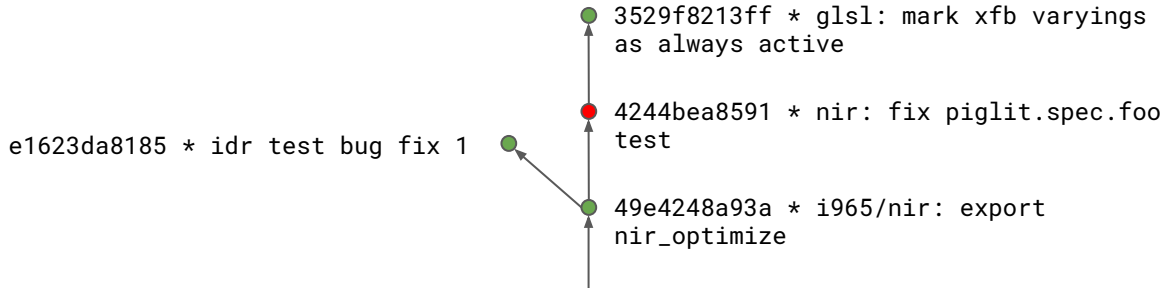 3529f8213ff * glsl: mark xfb varyings
as always active
4244bea8591 * nir: fix piglit.spec.foo
test
e1623da8185 * idr test bug fix 1
49e4248a93a * i965/nir: export
nir_optimize